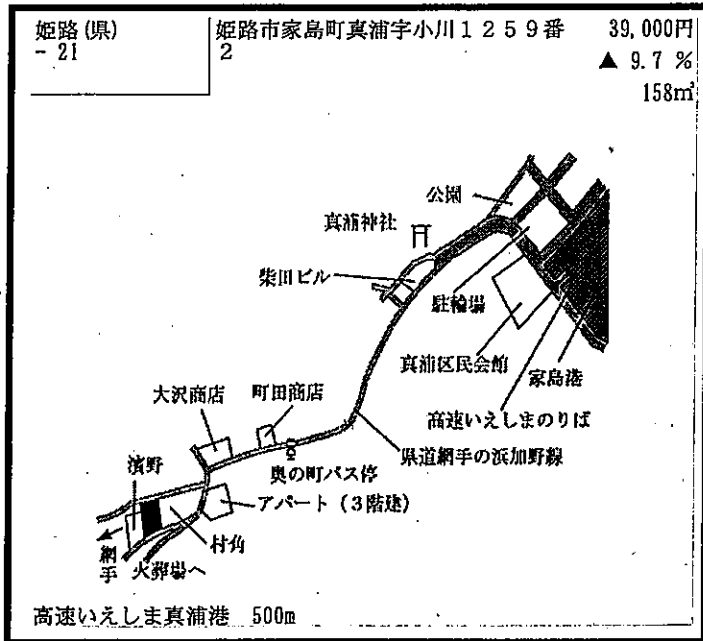 姫路(県)
- 21
姫路市家島町真浦字小川1259番
2
39,000円
▲ 9.7 %
158㎡
公園
真浦神社
柴田ビル
駐輪場
真浦区民会館
家島港
大沢商店
町田商店
高速いえしまのりば
県道網手の浜加野線
奥の町バス停
濱野
アパート(3階建)
村角
網手
火葬場へ
高速いえしま真浦港 500m